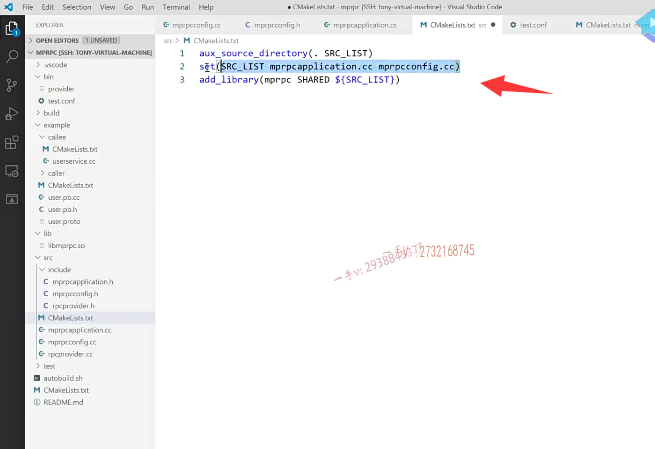 File Edit Selection View Go Run Terminal Help
● CMakeLists.txt - mprpc [SSH: tony-virtual-machine] - Visual Studio Code
EXPLORER
OPEN EDITORS 1 UNSAVED
MPRPC [SSH: TONY-VIRTUAL-MACHINE]
.vscode
bin
provider
test.conf
build
example
callee
CMakeLists.txt
userservice.cc
caller
CMakeLists.txt
user.pb.cc
user.pb.h
user.proto
lib
libmprpc.so
src
include
mprpcapplication.h
mprpcconfig.h
rpcprovider.h
CMakeLists.txt
mprpcapplication.cc
mprpcconfig.cc
rpcprovider.cc
test
autobuild.sh
CMakeLists.txt
README.md
mprpcconfig.cc mprpcconfig.h mprpcapplication.cc CMakeLists.txt src ● test.conf CMakeLists.txt
src > CMakeLists.txt
1 aux_source_directory(. SRC_LIST)
2 set(SRC_LIST mprpcapplication.cc mprpcconfig.cc)
3 add_library(mprpc SHARED ${SRC_LIST})
2732168745